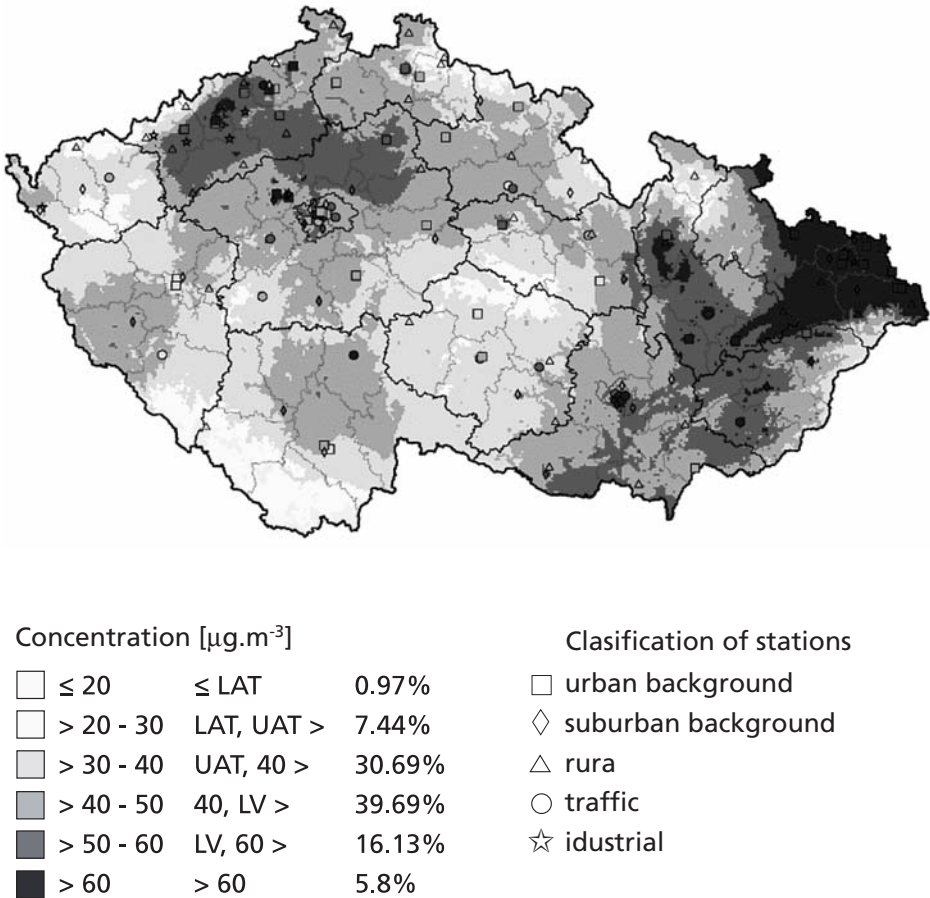 Concentration [µg.m-3]
≤ 20 ≤ LAT 0.97%
> 20 - 30 LAT, UAT > 7.44%
> 30 - 40 UAT, 40 > 30.69%
> 40 - 50 40, LV > 39.69%
> 50 - 60 LV, 60 > 16.13%
> 60 > 60 5.8%
Clasification of stations
urban background
suburban background
rura
traffic
idustrial